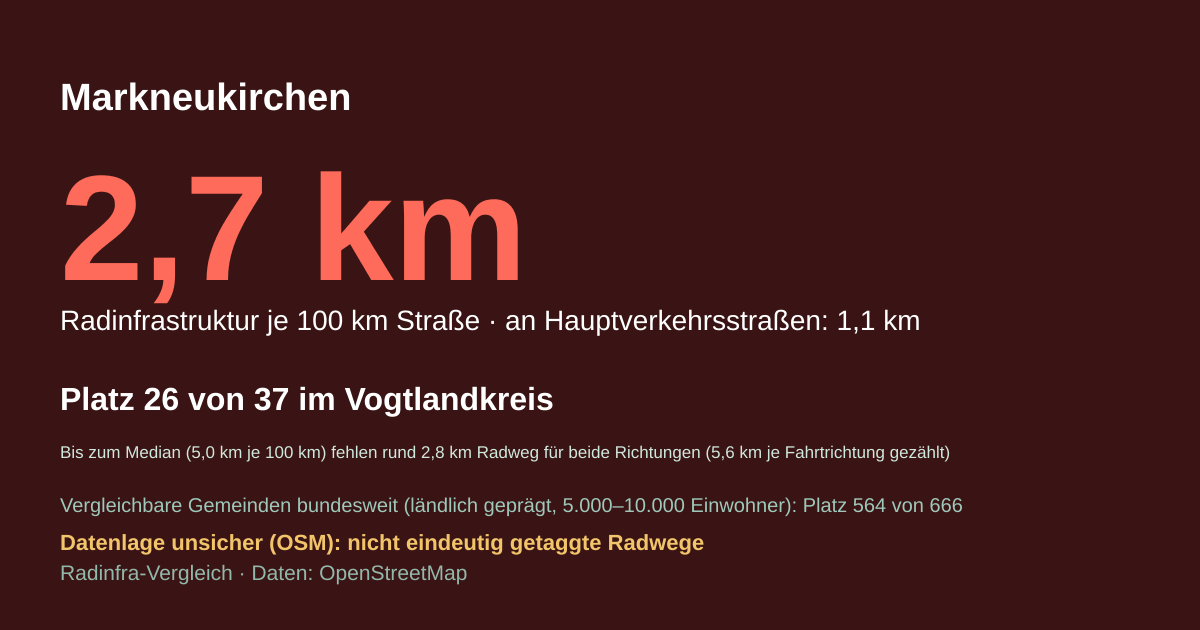 Markneukirchen
2,7 km
Radinfrastruktur je 100 km Straße · an Hauptverkehrsstraßen: 1,1 km
Platz 26 von 37 im Vogtlandkreis
Bis zum Median (5,0 km je 100 km) fehlen rund 2,8 km Radweg für beide Richtungen (5,6 km je Fahrtrichtung gezählt)
Vergleichbare Gemeinden bundesweit (ländlich geprägt, 5.000–10.000 Einwohner): Platz 564 von 666
Datenlage unsicher (OSM): nicht eindeutig getaggte Radwege
Radinfra-Vergleich · Daten: OpenStreetMap